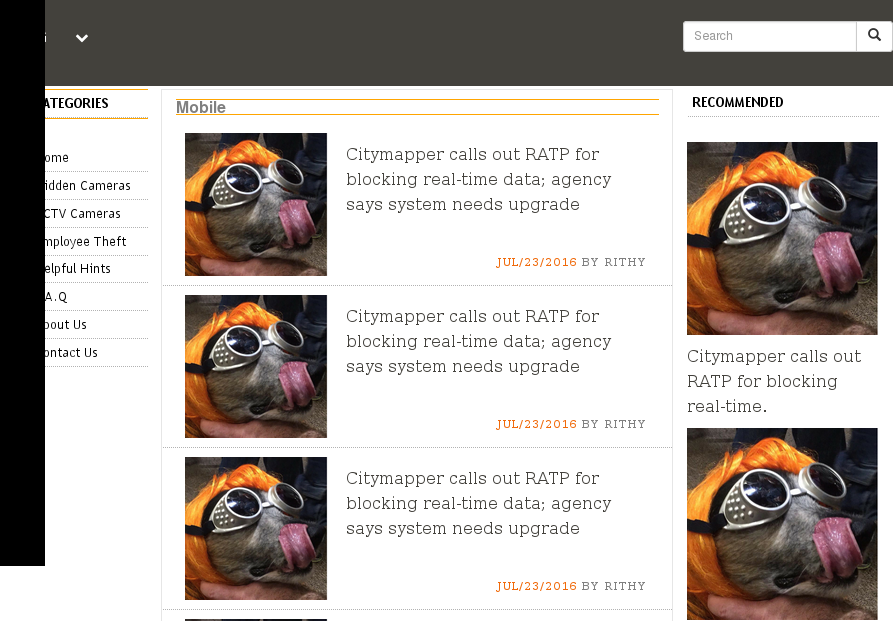 i
Search
ATEGORIES
ome
idden Cameras
CTV Cameras
mployee Theft
elpful Hints
A.Q
bout Us
ontact Us
Mobile
Citymapper calls out RATP for
blocking real-time data; agency
says system needs upgrade
JUL/23/2016 BY RITHY
Citymapper calls out RATP for
blocking real-time data; agency
says system needs upgrade
JUL/23/2016 BY RITHY
Citymapper calls out RATP for
blocking real-time data; agency
says system needs upgrade
JUL/23/2016 BY RITHY
RECOMMENDED
Citymapper calls out
RATP for blocking
real-time.